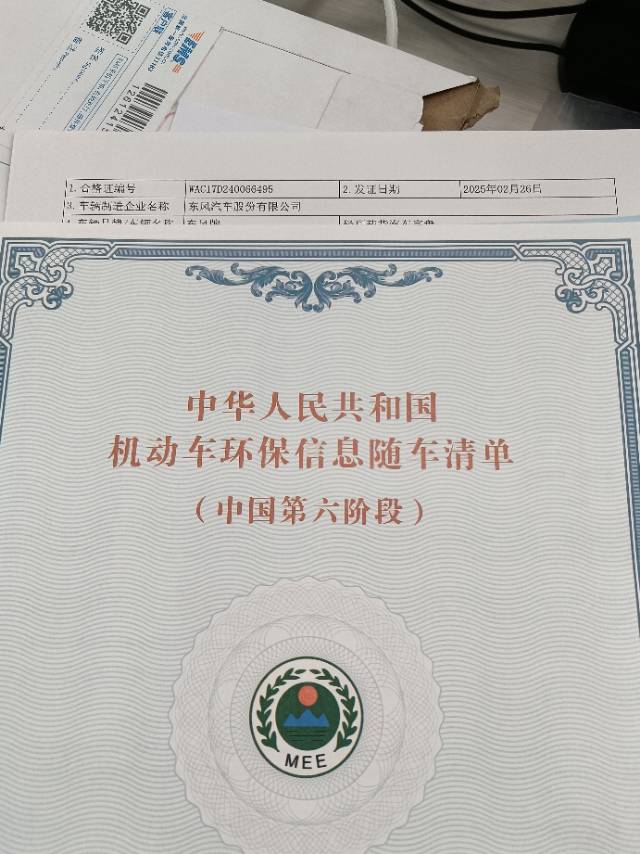 EMS
1. 合格证编号 WAC17D240066495 2. 发证日期 2025年02月26日
3. 车辆制造企业名称 东风汽车股份有限公司
中华人民共和国
机动车环保信息随车清单
（中国第六阶段）
MEE